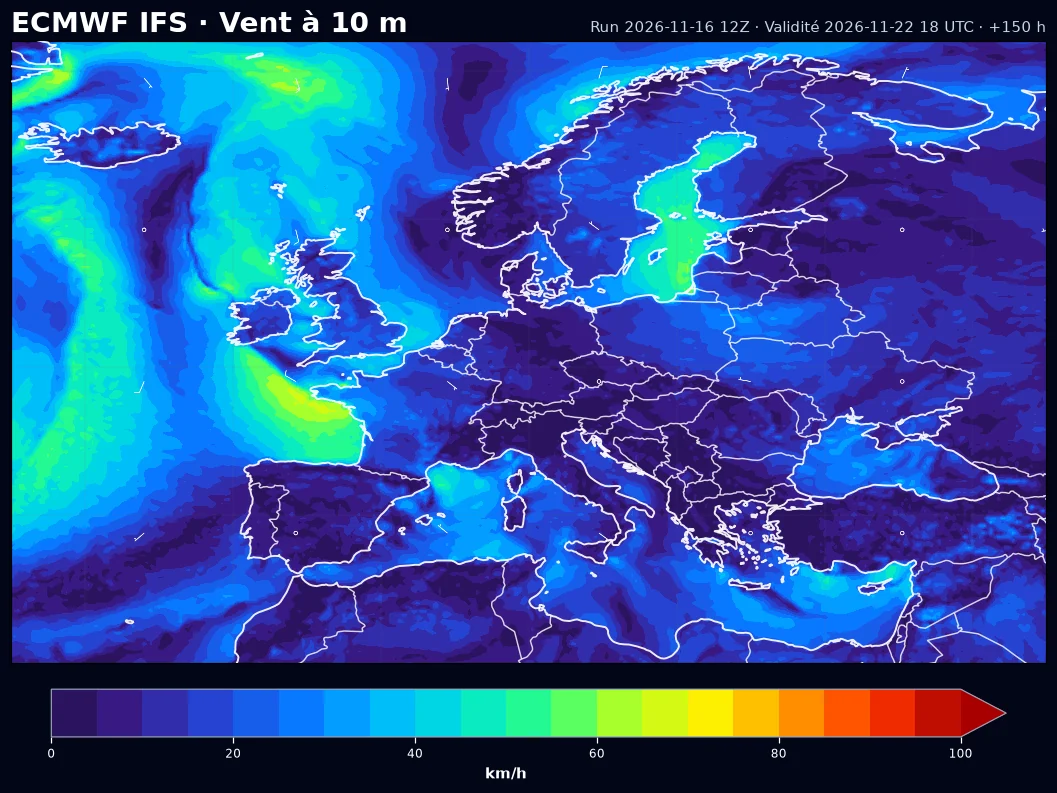 ECMWF IFS · Vent à 10 m
Run 2026-11-16 12Z · Validité 2026-11-22 18 UTC · +150 h
0 20 40 60 80 100
km/h